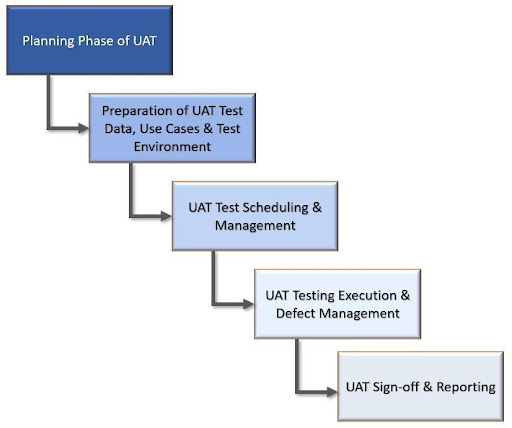 Planning Phase of UAT
Preparation of UAT Test
Data, Use Cases & Test
Environment
UAT Test Scheduling &
Management
UAT Testing Execution &
Defect Management
UAT Sign-off & Reporting